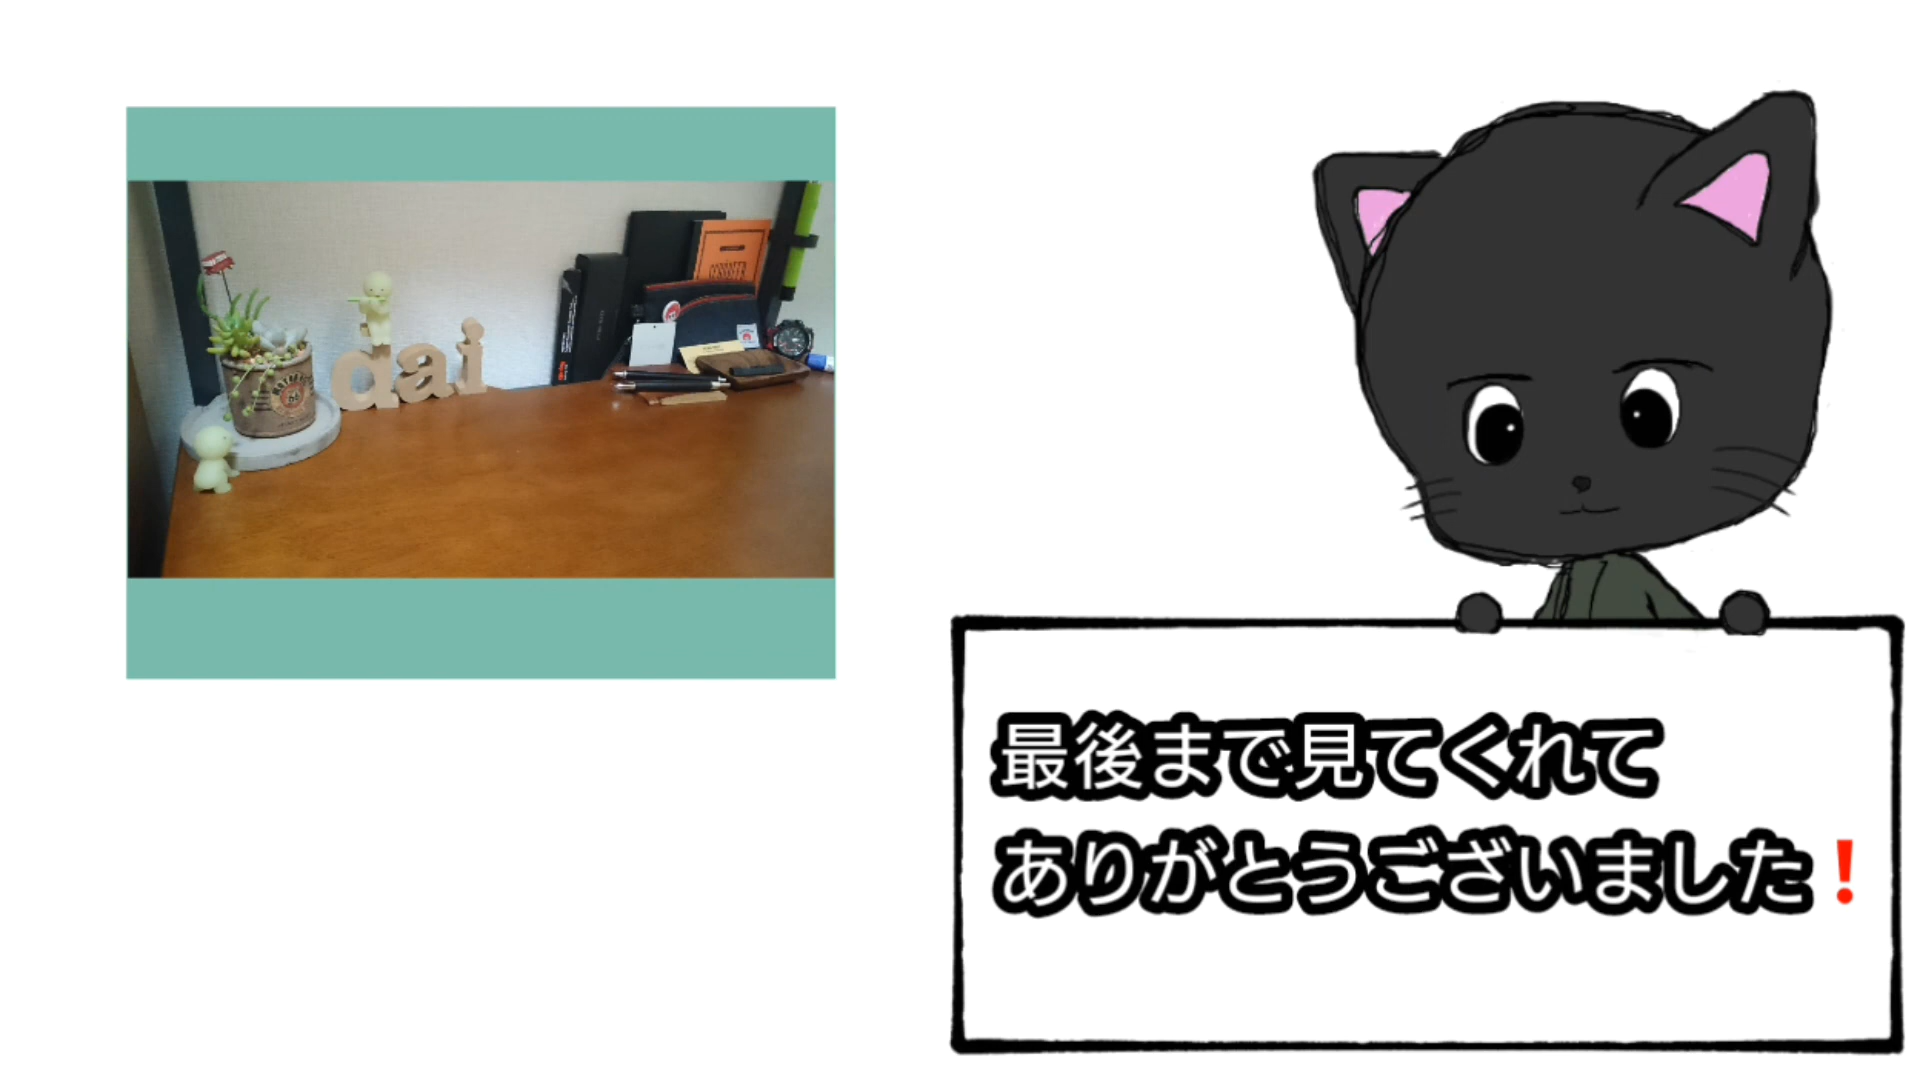 dai
最後まで見てくれて
ありがとうございました❗